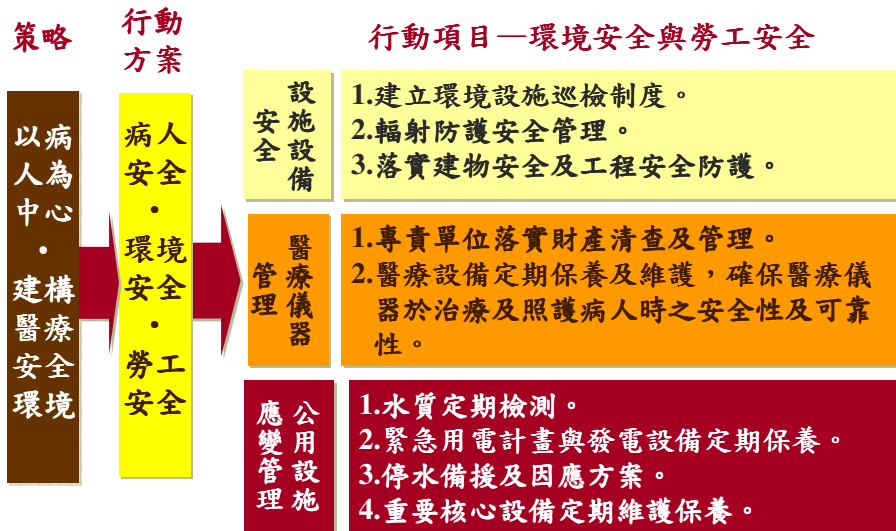 策略
行動
方案
行動項目—環境安全與勞工安全
以病
人為
中心
・
建構
醫療
安全
環境
病人
安全
・
環境
安全
・
勞工
安全
設施設備
安全
1.建立環境設施巡檢制度。
2.輻射防護安全管理。
3.落實建物安全及工程安全防護。
醫療儀器
管理
1.專責單位落實財產清查及管理。
2.醫療設備定期保養及維護，確保醫療儀
器於治療及照護病人時之安全性及可靠
性。
公用設施
應變管理
1.水質定期檢測。
2.緊急用電計畫與發電設備定期保養。
3.停水備援及因應方案。
4.重要核心設備定期維護保養。